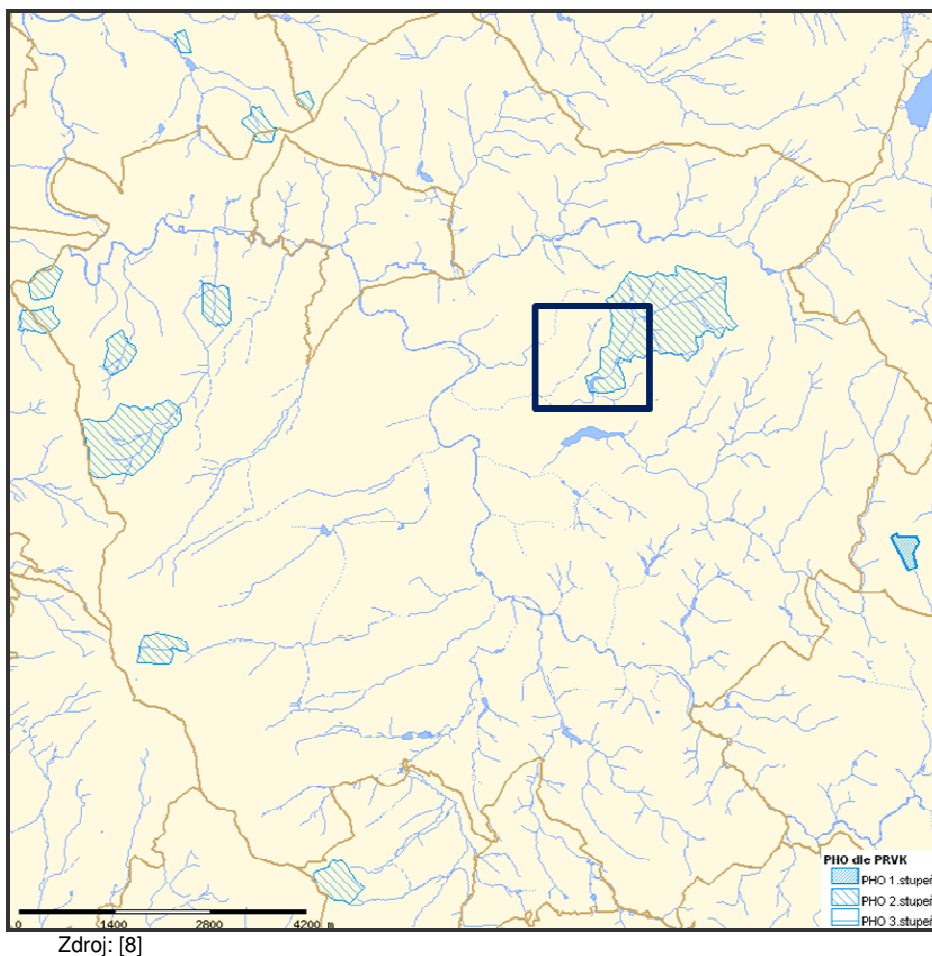 PHO dle PRVK
PHO 1.stupeň
PHO 2.stupeň
PHO 3.stupeň
0 1400 2800 4200 m
Zdroj: [8]